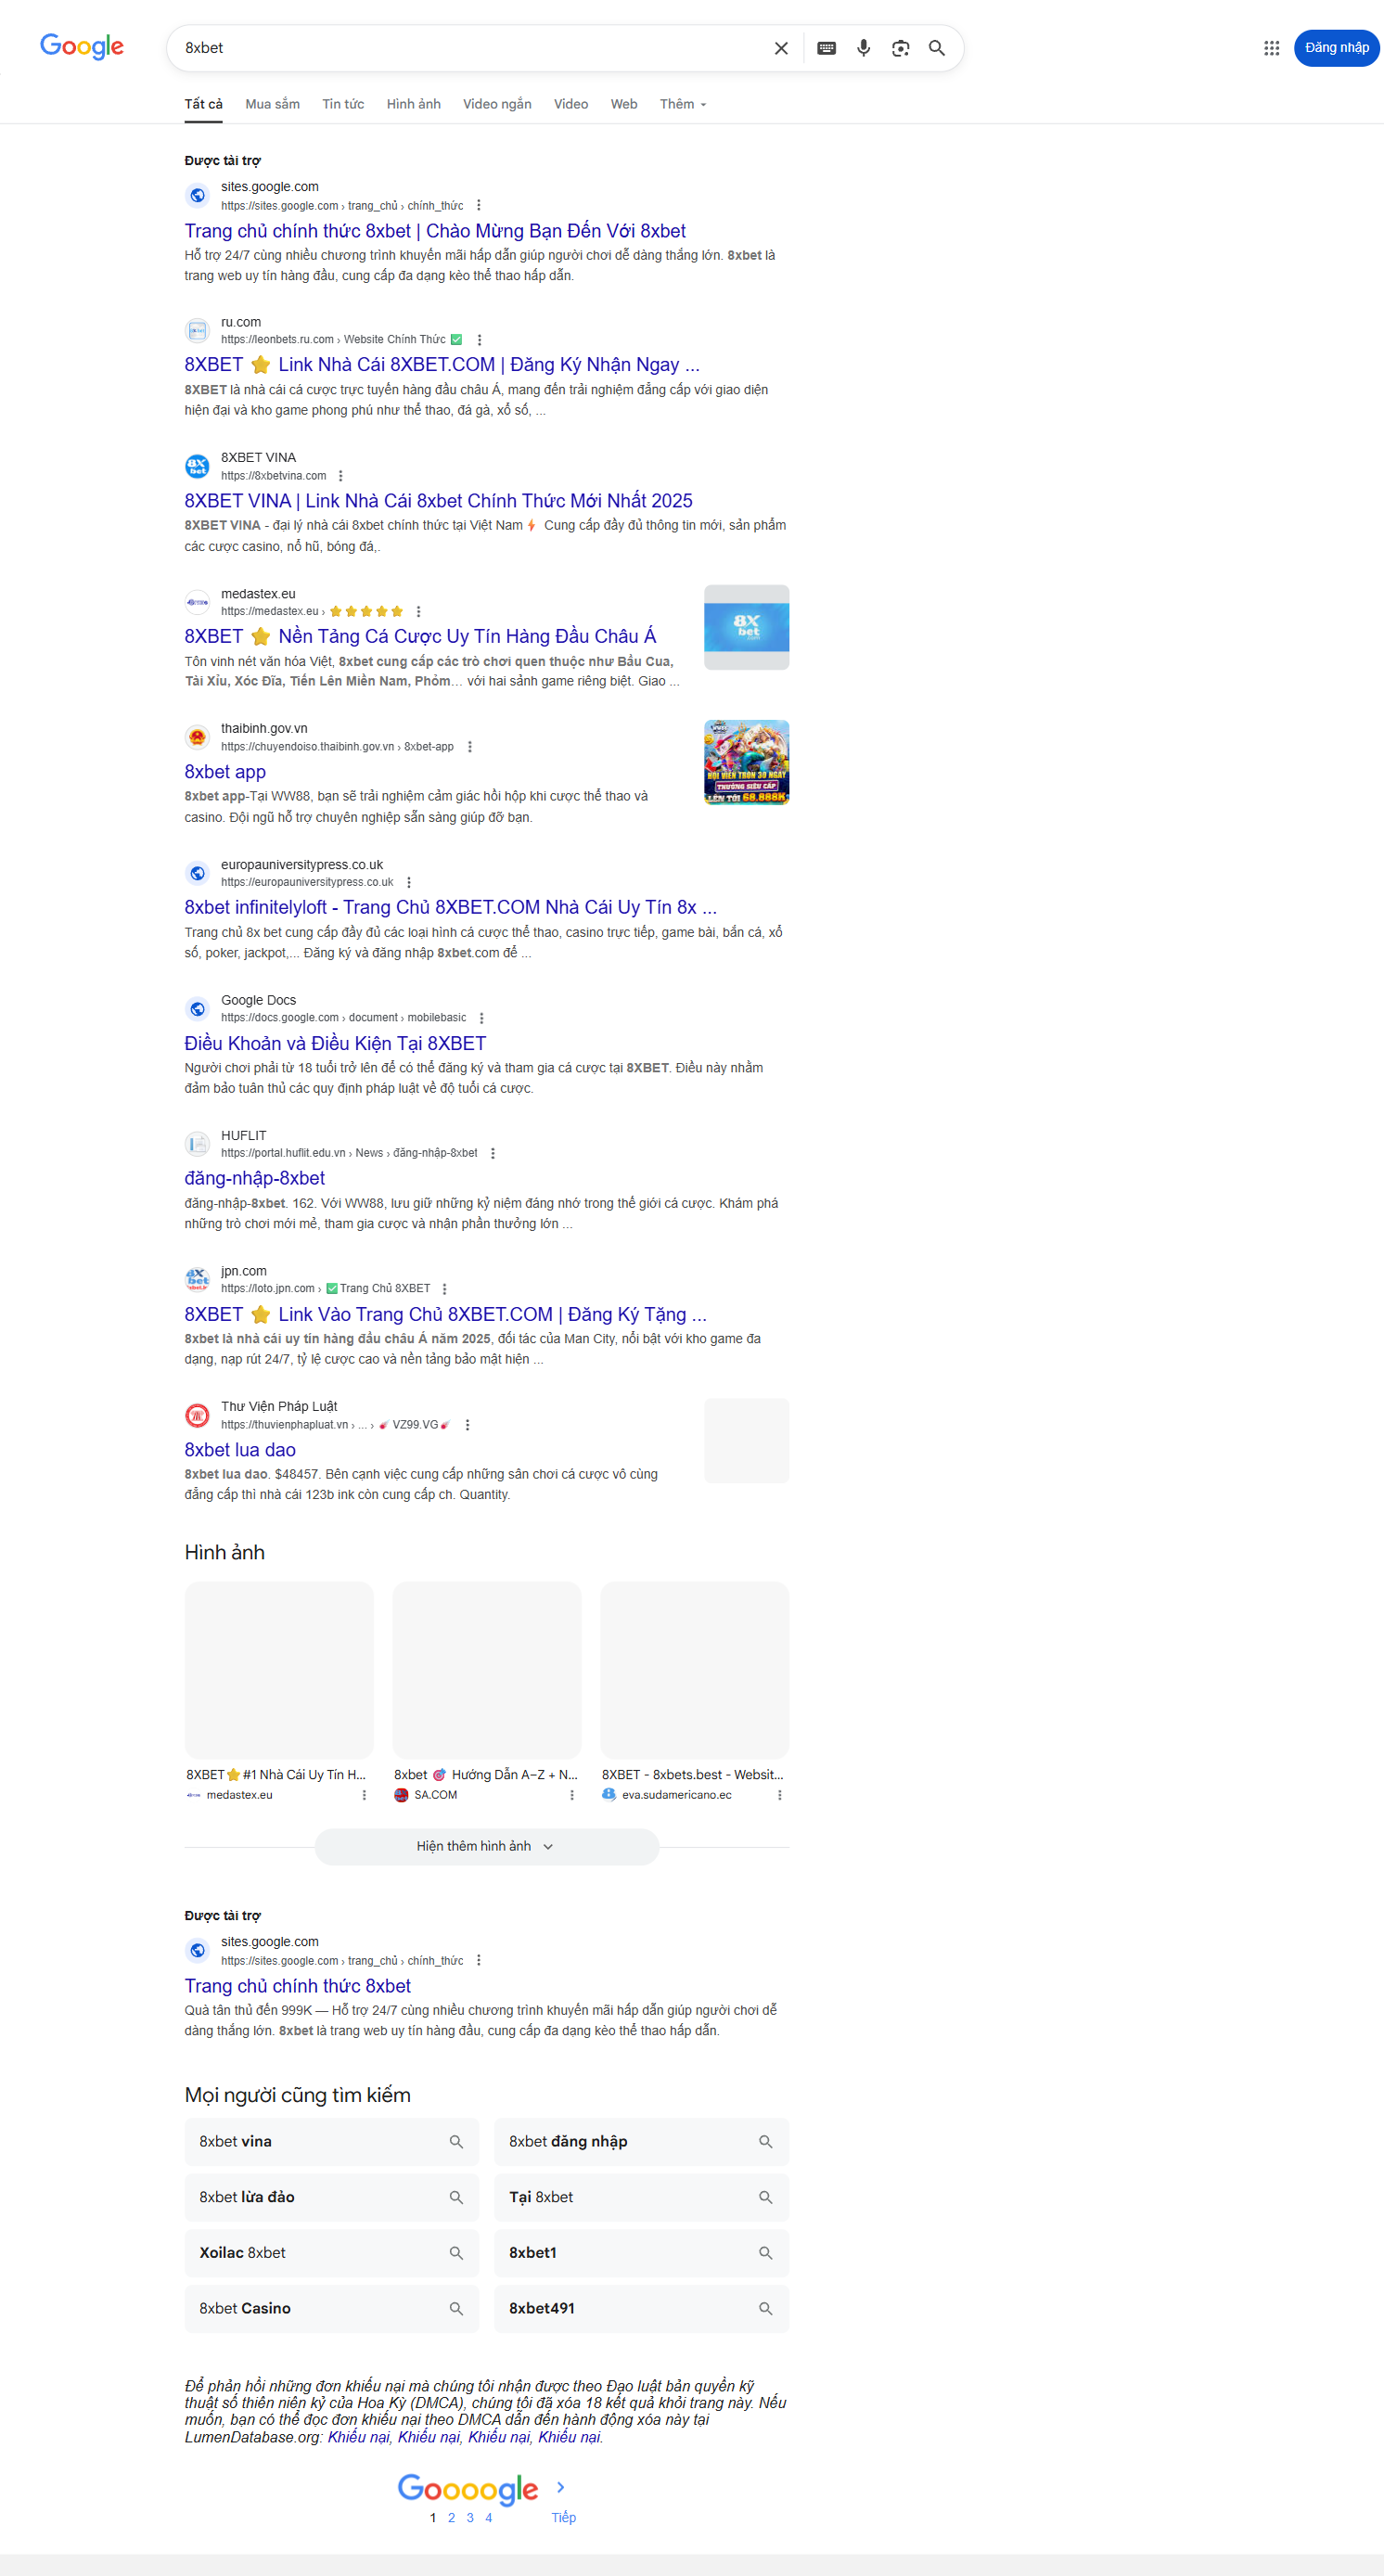 Google
8xbet
Đăng nhập
Tất cả
Mua sắm
Tin tức
Hình ảnh
Video ngắn
Video
Web
Thêm
Được tài trợ
sites.google.com
https://sites.google.com › trang_chủ › chính_thức
Trang chủ chính thức 8xbet | Chào Mừng Bạn Đến Với 8xbet
Hỗ trợ 24/7 cùng nhiều chương trình khuyến mãi hấp dẫn giúp người chơi dễ dàng thắng lớn. 8xbet là
trang web uy tín hàng đầu, cung cấp đa dạng kèo thể thao hấp dẫn.
ru.com
https://leonbets.ru.com › Website Chính Thức ✅
8XBET ⭐ Link Nhà Cái 8XBET.COM | Đăng Ký Nhận Ngay ...
8XBET là nhà cái cá cược trực tuyến hàng đầu châu Á, mang đến trải nghiệm đẳng cấp với giao diện
hiện đại và kho game phong phú như thể thao, đá gà, xổ số, ...
8XBET VINA
https://8xbetvina.com
8XBET VINA | Link Nhà Cái 8xbet Chính Thức Mới Nhất 2025
8XBET VINA - đại lý nhà cái 8xbet chính thức tại Việt Nam⚡ Cung cấp đầy đủ thông tin mới, sản phẩm
các cược casino, nổ hũ, bóng đá,.
medastex.eu
https://medastex.eu › ⭐⭐⭐⭐⭐
8XBET ⭐ Nền Tảng Cá Cược Uy Tín Hàng Đầu Châu Á
Tôn vinh nét văn hóa Việt, 8xbet cung cấp các trò chơi quen thuộc như Bầu Cua,
Tài Xỉu, Xóc Đĩa, Tiến Lên Miền Nam, Phỏm… với hai sảnh game riêng biệt. Giao ...
8X
bet
com
thaibinh.gov.vn
https://chuyendoiso.thaibinh.gov.vn › 8xbet-app
8xbet app
8xbet app-Tại WW88, bạn sẽ trải nghiệm cảm giác hồi hộp khi cược thể thao và
casino. Đội ngũ hỗ trợ chuyên nghiệp sẵn sàng giúp đỡ bạn.
HỘI VIÊN TRÒN 30 NGÀY
THƯỞNG SIÊU CẤP
LÊN TỚI 68,888K
europauniversitypress.co.uk
https://europauniversitypress.co.uk
8xbet infinitelyloft - Trang Chủ 8XBET.COM Nhà Cái Uy Tín 8x ...
Trang chủ 8x bet cung cấp đầy đủ các loại hình cá cược thể thao, casino trực tiếp, game bài, bắn cá, xổ
số, poker, jackpot,... Đăng ký và đăng nhập 8xbet.com để ...
Google Docs
https://docs.google.com › document › mobilebasic
Điều Khoản và Điều Kiện Tại 8XBET
Người chơi phải từ 18 tuổi trở lên để có thể đăng ký và tham gia cá cược tại 8XBET. Điều này nhằm
đảm bảo tuân thủ các quy định pháp luật về độ tuổi cá cược.
HUFLIT
https://portal.huflit.edu.vn › News › đăng-nhập-8xbet
đăng-nhập-8xbet
đăng-nhập-8xbet. 162. Với WW88, lưu giữ những kỷ niệm đáng nhớ trong thế giới cá cược. Khám phá
những trò chơi mới mẻ, tham gia cược và nhận phần thưởng lớn ...
jpn.com
https://loto.jpn.com › ✅Trang Chủ 8XBET
8XBET ⭐ Link Vào Trang Chủ 8XBET.COM | Đăng Ký Tặng ...
8xbet là nhà cái uy tín hàng đầu châu Á năm 2025, đối tác của Man City, nổi bật với kho game đa
dạng, nạp rút 24/7, tỷ lệ cược cao và nền tảng bảo mật hiện ...
Thư Viện Pháp Luật
https://thuvienphapluat.vn › ... › ☄️VZ99.VG☄️
8xbet lua dao
8xbet lua dao. $48457. Bên cạnh việc cung cấp những sân chơi cá cược vô cùng
đẳng cấp thì nhà cái 123b ink còn cung cấp ch. Quantity.
Hình ảnh
8XBET⭐#1 Nhà Cái Uy Tín H...
medastex.eu
8xbet 🎯 Hướng Dẫn A–Z + N...
SA.COM
8XBET - 8xbets.best - Websit...
eva.sudamericano.ec
Hiện thêm hình ảnh
Được tài trợ
sites.google.com
https://sites.google.com › trang_chủ › chính_thức
Trang chủ chính thức 8xbet
Quà tân thủ đến 999K — Hỗ trợ 24/7 cùng nhiều chương trình khuyến mãi hấp dẫn giúp người chơi dễ
dàng thắng lớn. 8xbet là trang web uy tín hàng đầu, cung cấp đa dạng kèo thể thao hấp dẫn.
Mọi người cũng tìm kiếm
8xbet vina
8xbet đăng nhập
8xbet lừa đảo
Tại 8xbet
Xoilac 8xbet
8xbet1
8xbet Casino
8xbet491
Để phản hồi những đơn khiếu nại mà chúng tôi nhận được theo Đạo luật bản quyền kỹ
thuật số thiên niên kỷ của Hoa Kỳ (DMCA), chúng tôi đã xóa 18 kết quả khỏi trang này. Nếu
muốn, bạn có thể đọc đơn khiếu nại theo DMCA dẫn đến hành động xóa này tại
LumenDatabase.org: Khiếu nại, Khiếu nại, Khiếu nại, Khiếu nại.
Goooogle
1 2 3 4 Tiếp